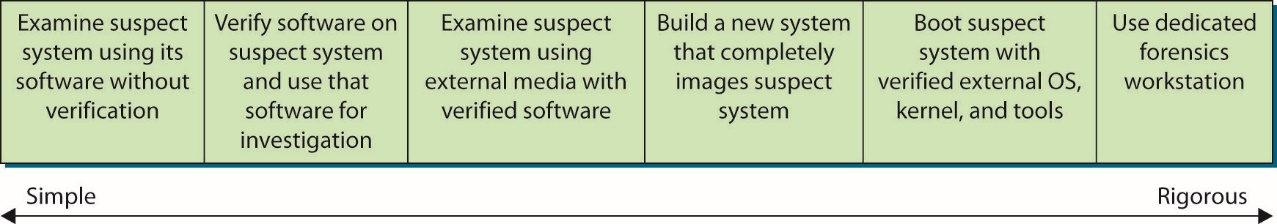 Examine suspect
system using its
software without
verification
Verify software on
suspect system
and use that
software for
investigation
Examine suspect
system using
external media with
verified software
Build a new system
that completely
images suspect
system
Boot suspect
system with
verified external OS,
kernel, and tools
Use dedicated
forensics
workstation
Simple
Rigorous